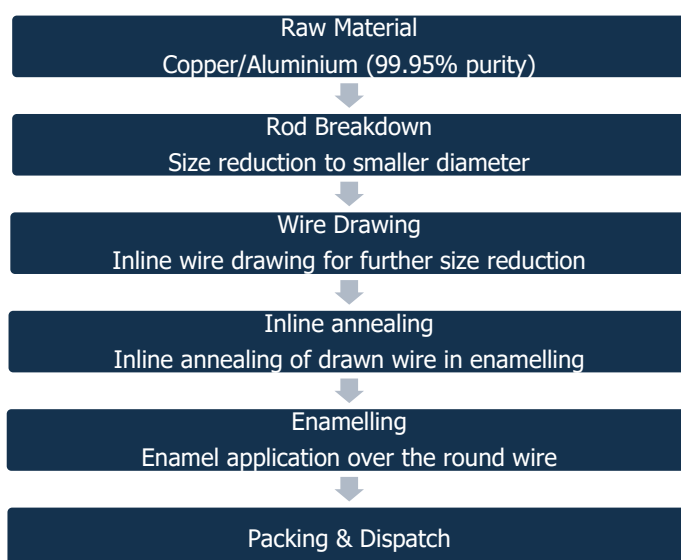 Raw Material
Copper/Aluminium (99.95% purity)
Rod Breakdown
Size reduction to smaller diameter
Wire Drawing
Inline wire drawing for further size reduction
Inline annealing
Inline annealing of drawn wire in enamelling
Enamelling
Enamel application over the round wire
Packing & Dispatch